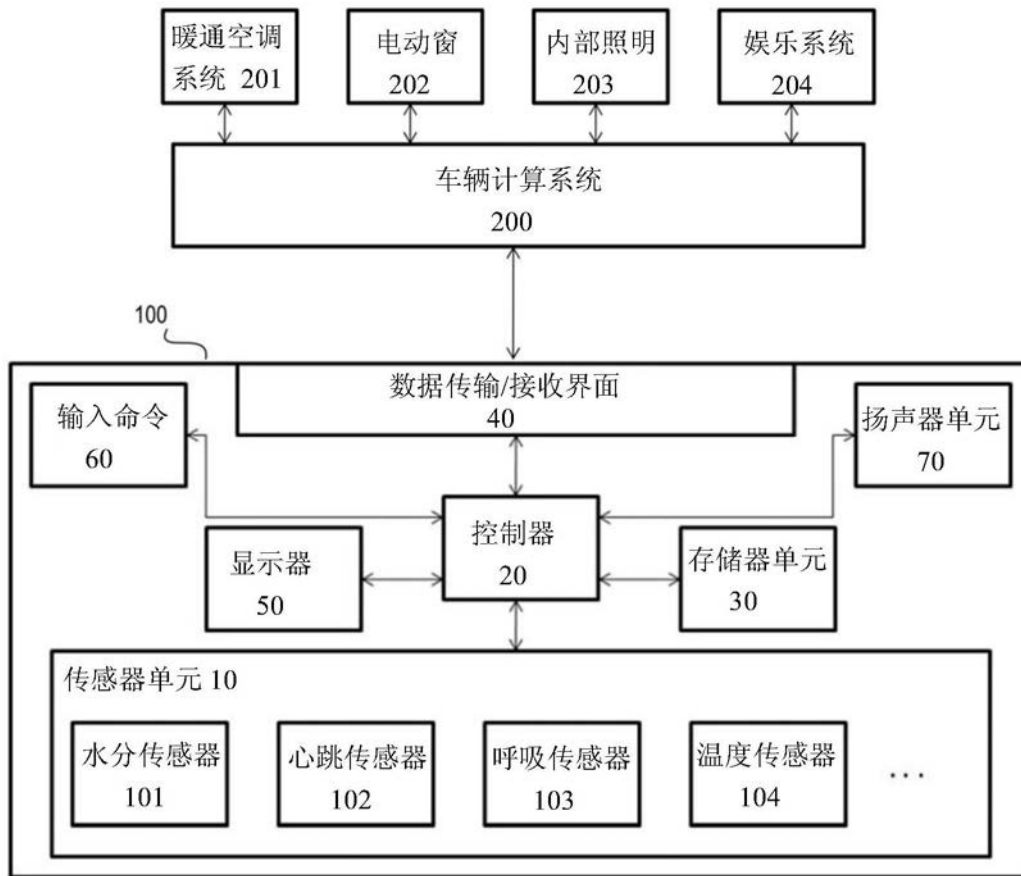 暖通空调
系统 201
电动窗
202
内部照明
203
娱乐系统
204
车辆计算系统
200
100
数据传输/接收界面
40
输入命令
60
扬声器单元
70
控制器
20
显示器
50
存储器单元
30
传感器单元 10
水分传感器
101
心跳传感器
102
呼吸传感器
103
温度传感器
104
...